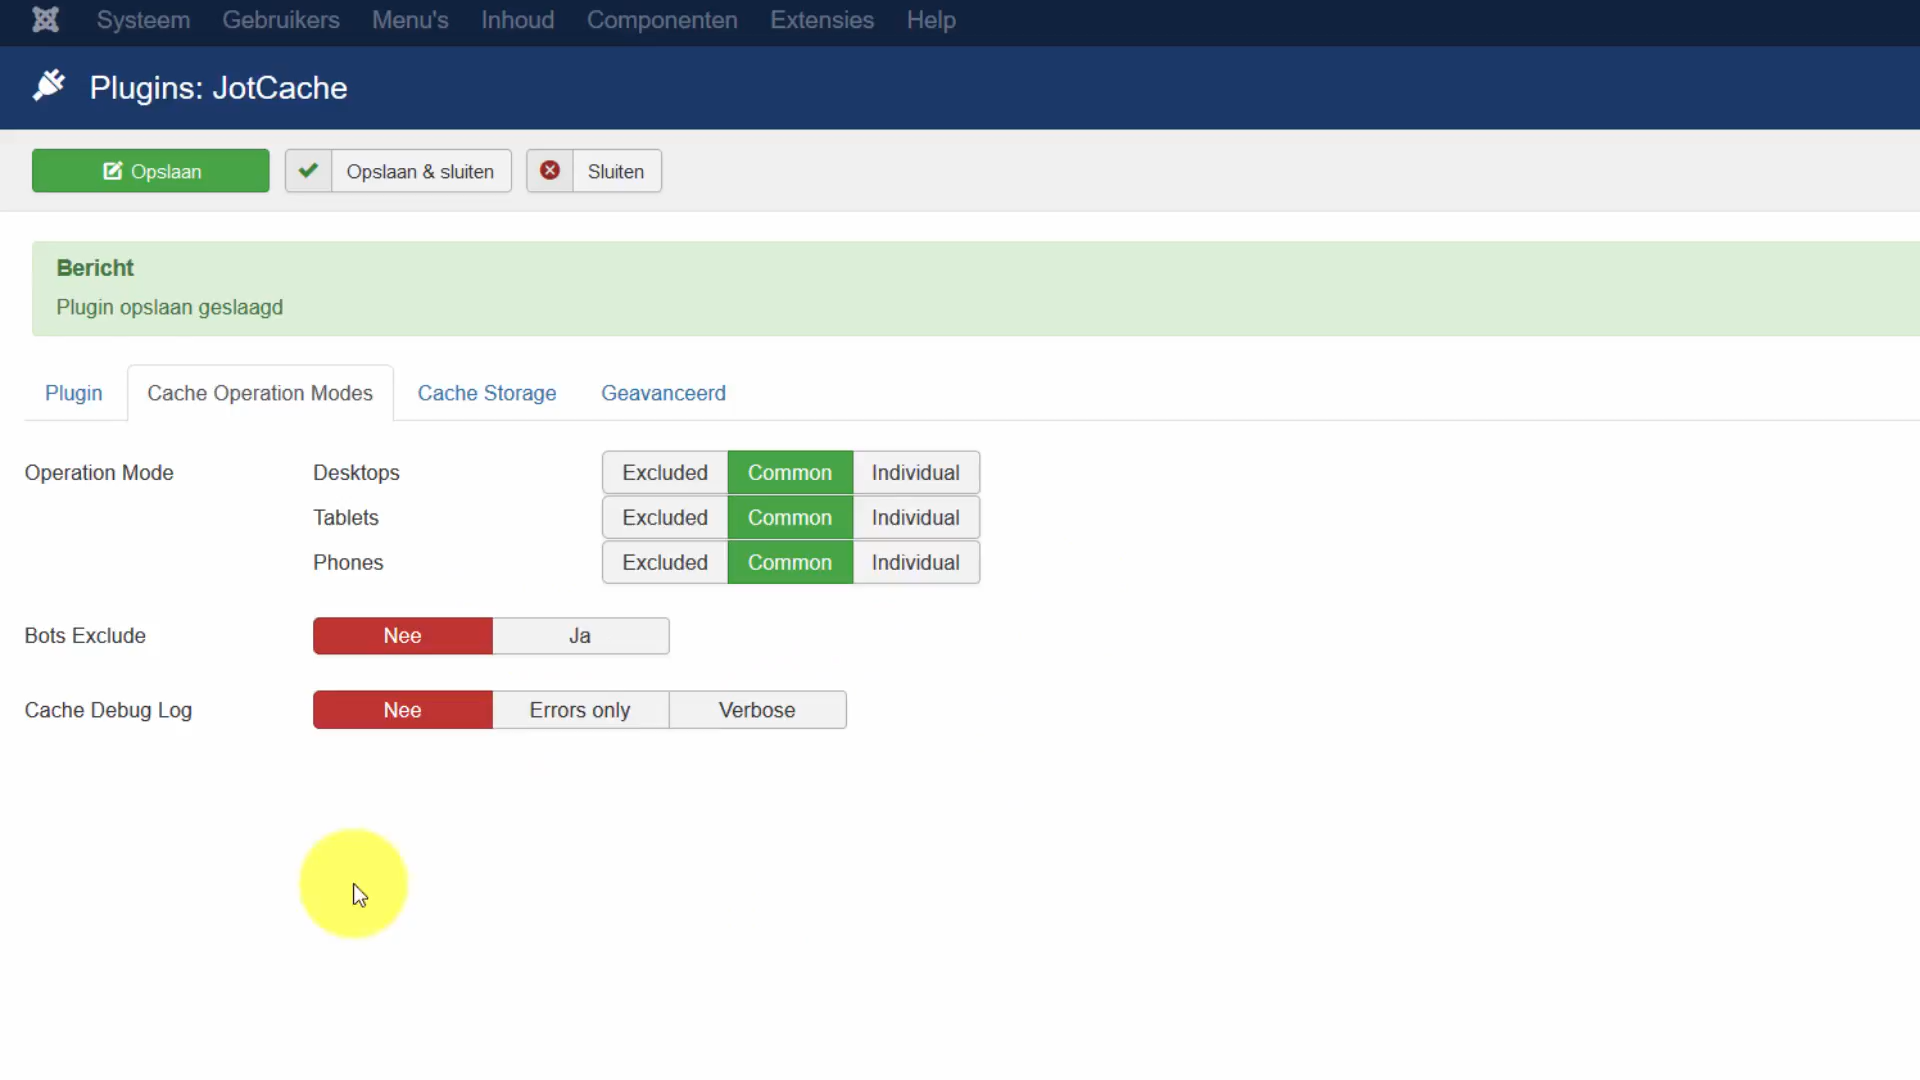 Systeem Gebruikers Menu's Inhoud Componenten Extensies Help
Plugins: JotCache
Opslaan Opslaan & sluiten Sluiten
Bericht
Plugin opslaan geslaagd
Plugin Cache Operation Modes Cache Storage Geavanceerd
Operation Mode Desktops Excluded Common Individual
Tablets Excluded Common Individual
Phones Excluded Common Individual
Bots Exclude Nee Ja
Cache Debug Log Nee Errors only Verbose